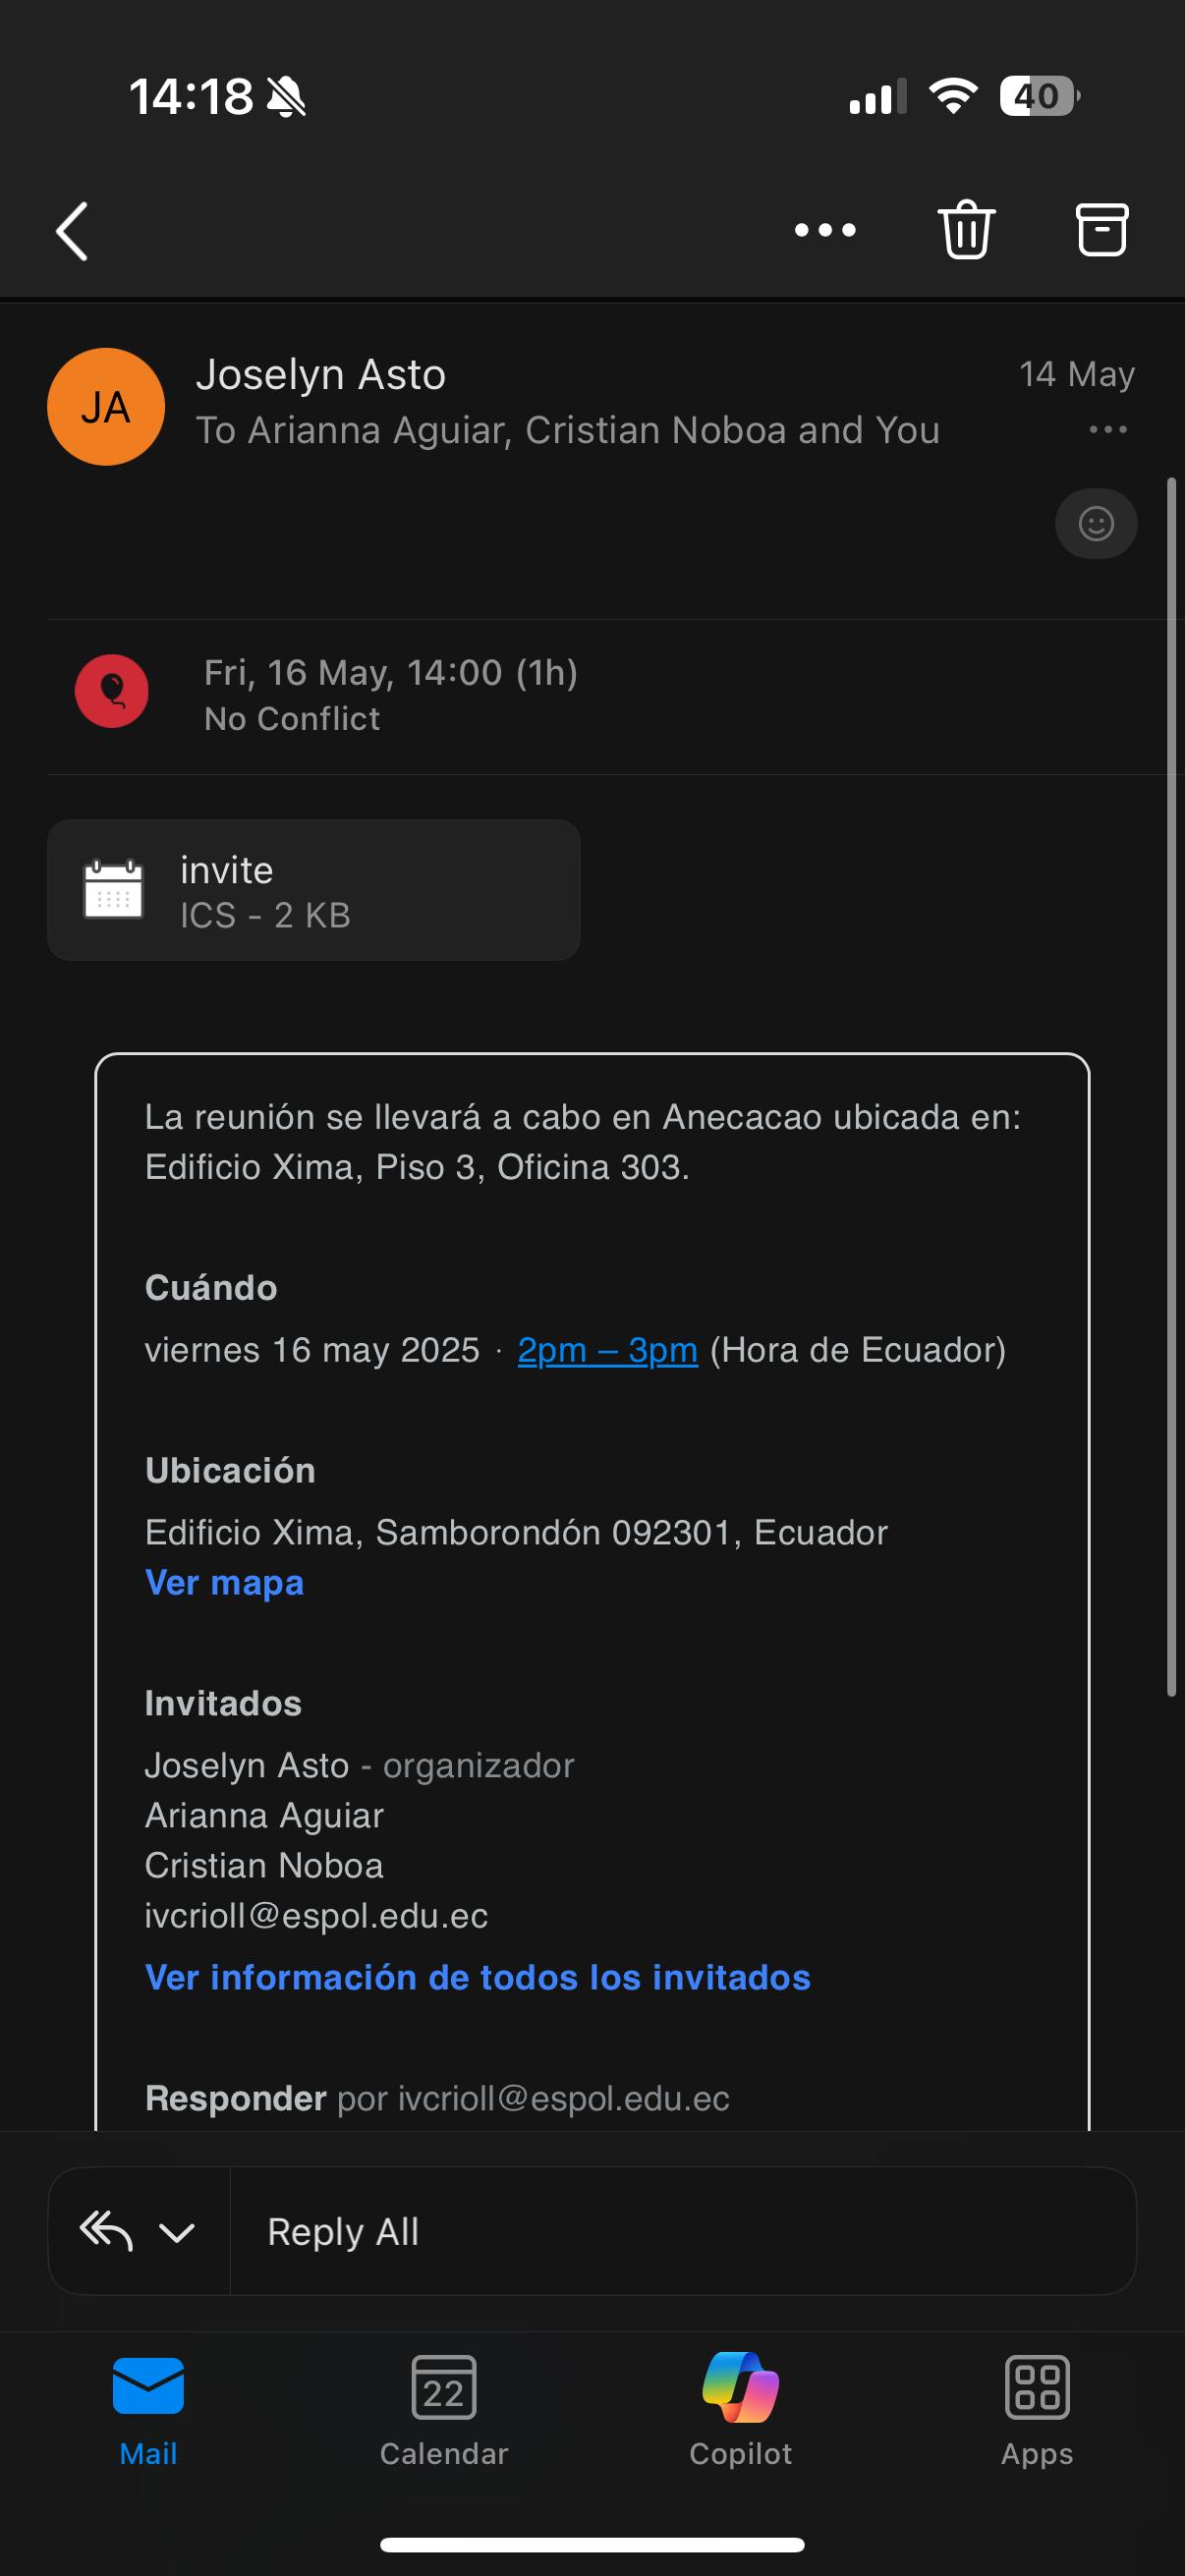 14:18
40
Joselyn Asto
14 May
To Arianna Aguiar, Cristian Noboa and You
JA
Fri, 16 May, 14:00 (1h)
No Conflict
invite
ICS - 2 KB
La reunión se llevará a cabo en Anecacao ubicada en:
Edificio Xima, Piso 3, Oficina 303.
Cuándo
viernes 16 may 2025 · 2pm – 3pm (Hora de Ecuador)
Ubicación
Edificio Xima, Samborondón 092301, Ecuador
Ver mapa
Invitados
Joselyn Asto - organizador
Arianna Aguiar
Cristian Noboa
ivcrioll@espol.edu.ec
Ver información de todos los invitados
Responder por ivcrioll@espol.edu.ec
Reply All
22
Mail
Calendar
Copilot
Apps